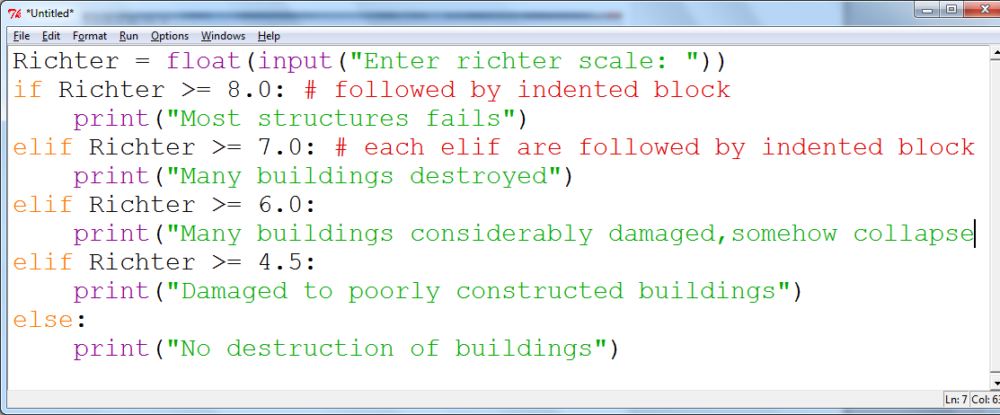 *Untitled*
File Edit Format Run Options Windows Help
Richter = float(input("Enter richter scale: "))
if Richter >= 8.0: # followed by indented block
    print("Most structures fails")
elif Richter >= 7.0: # each elif are followed by indented block
    print("Many buildings destroyed")
elif Richter >= 6.0:
    print("Many buildings considerably damaged,somehow collapse
elif Richter >= 4.5:
    print("Damaged to poorly constructed buildings")
else:
    print("No destruction of buildings")
Ln: 7 Col: 63